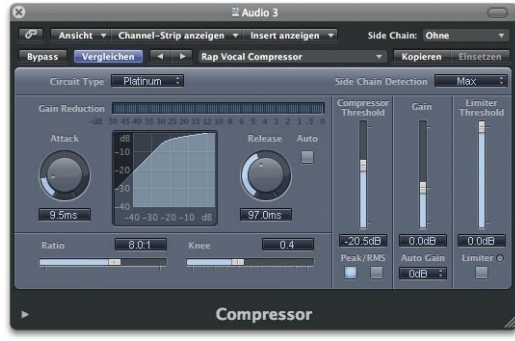 Audio 3
Ansicht Channel-Strip anzeigen Insert anzeigen Side Chain: Ohne
Bypass Vergleichen Rap Vocal Compressor Kopieren Einsetzen
Circuit Type Platinum Side Chain Detection Max
Gain Reduction
-dB 50 45 40 35 30 25 20 15 12 10 8 6 5 4 3 2 1 .5 0
Compressor Threshold Gain Limiter Threshold
Attack Release Auto
dB
-10
-20
-30
-40
-40 -30 -20 -10 dB
9.5ms 97.0ms
Ratio 8.0:1 Knee 0.4
-20.5dB 0.0dB 0.0dB
Peak/RMS Auto Gain Limiter
0dB
Compressor